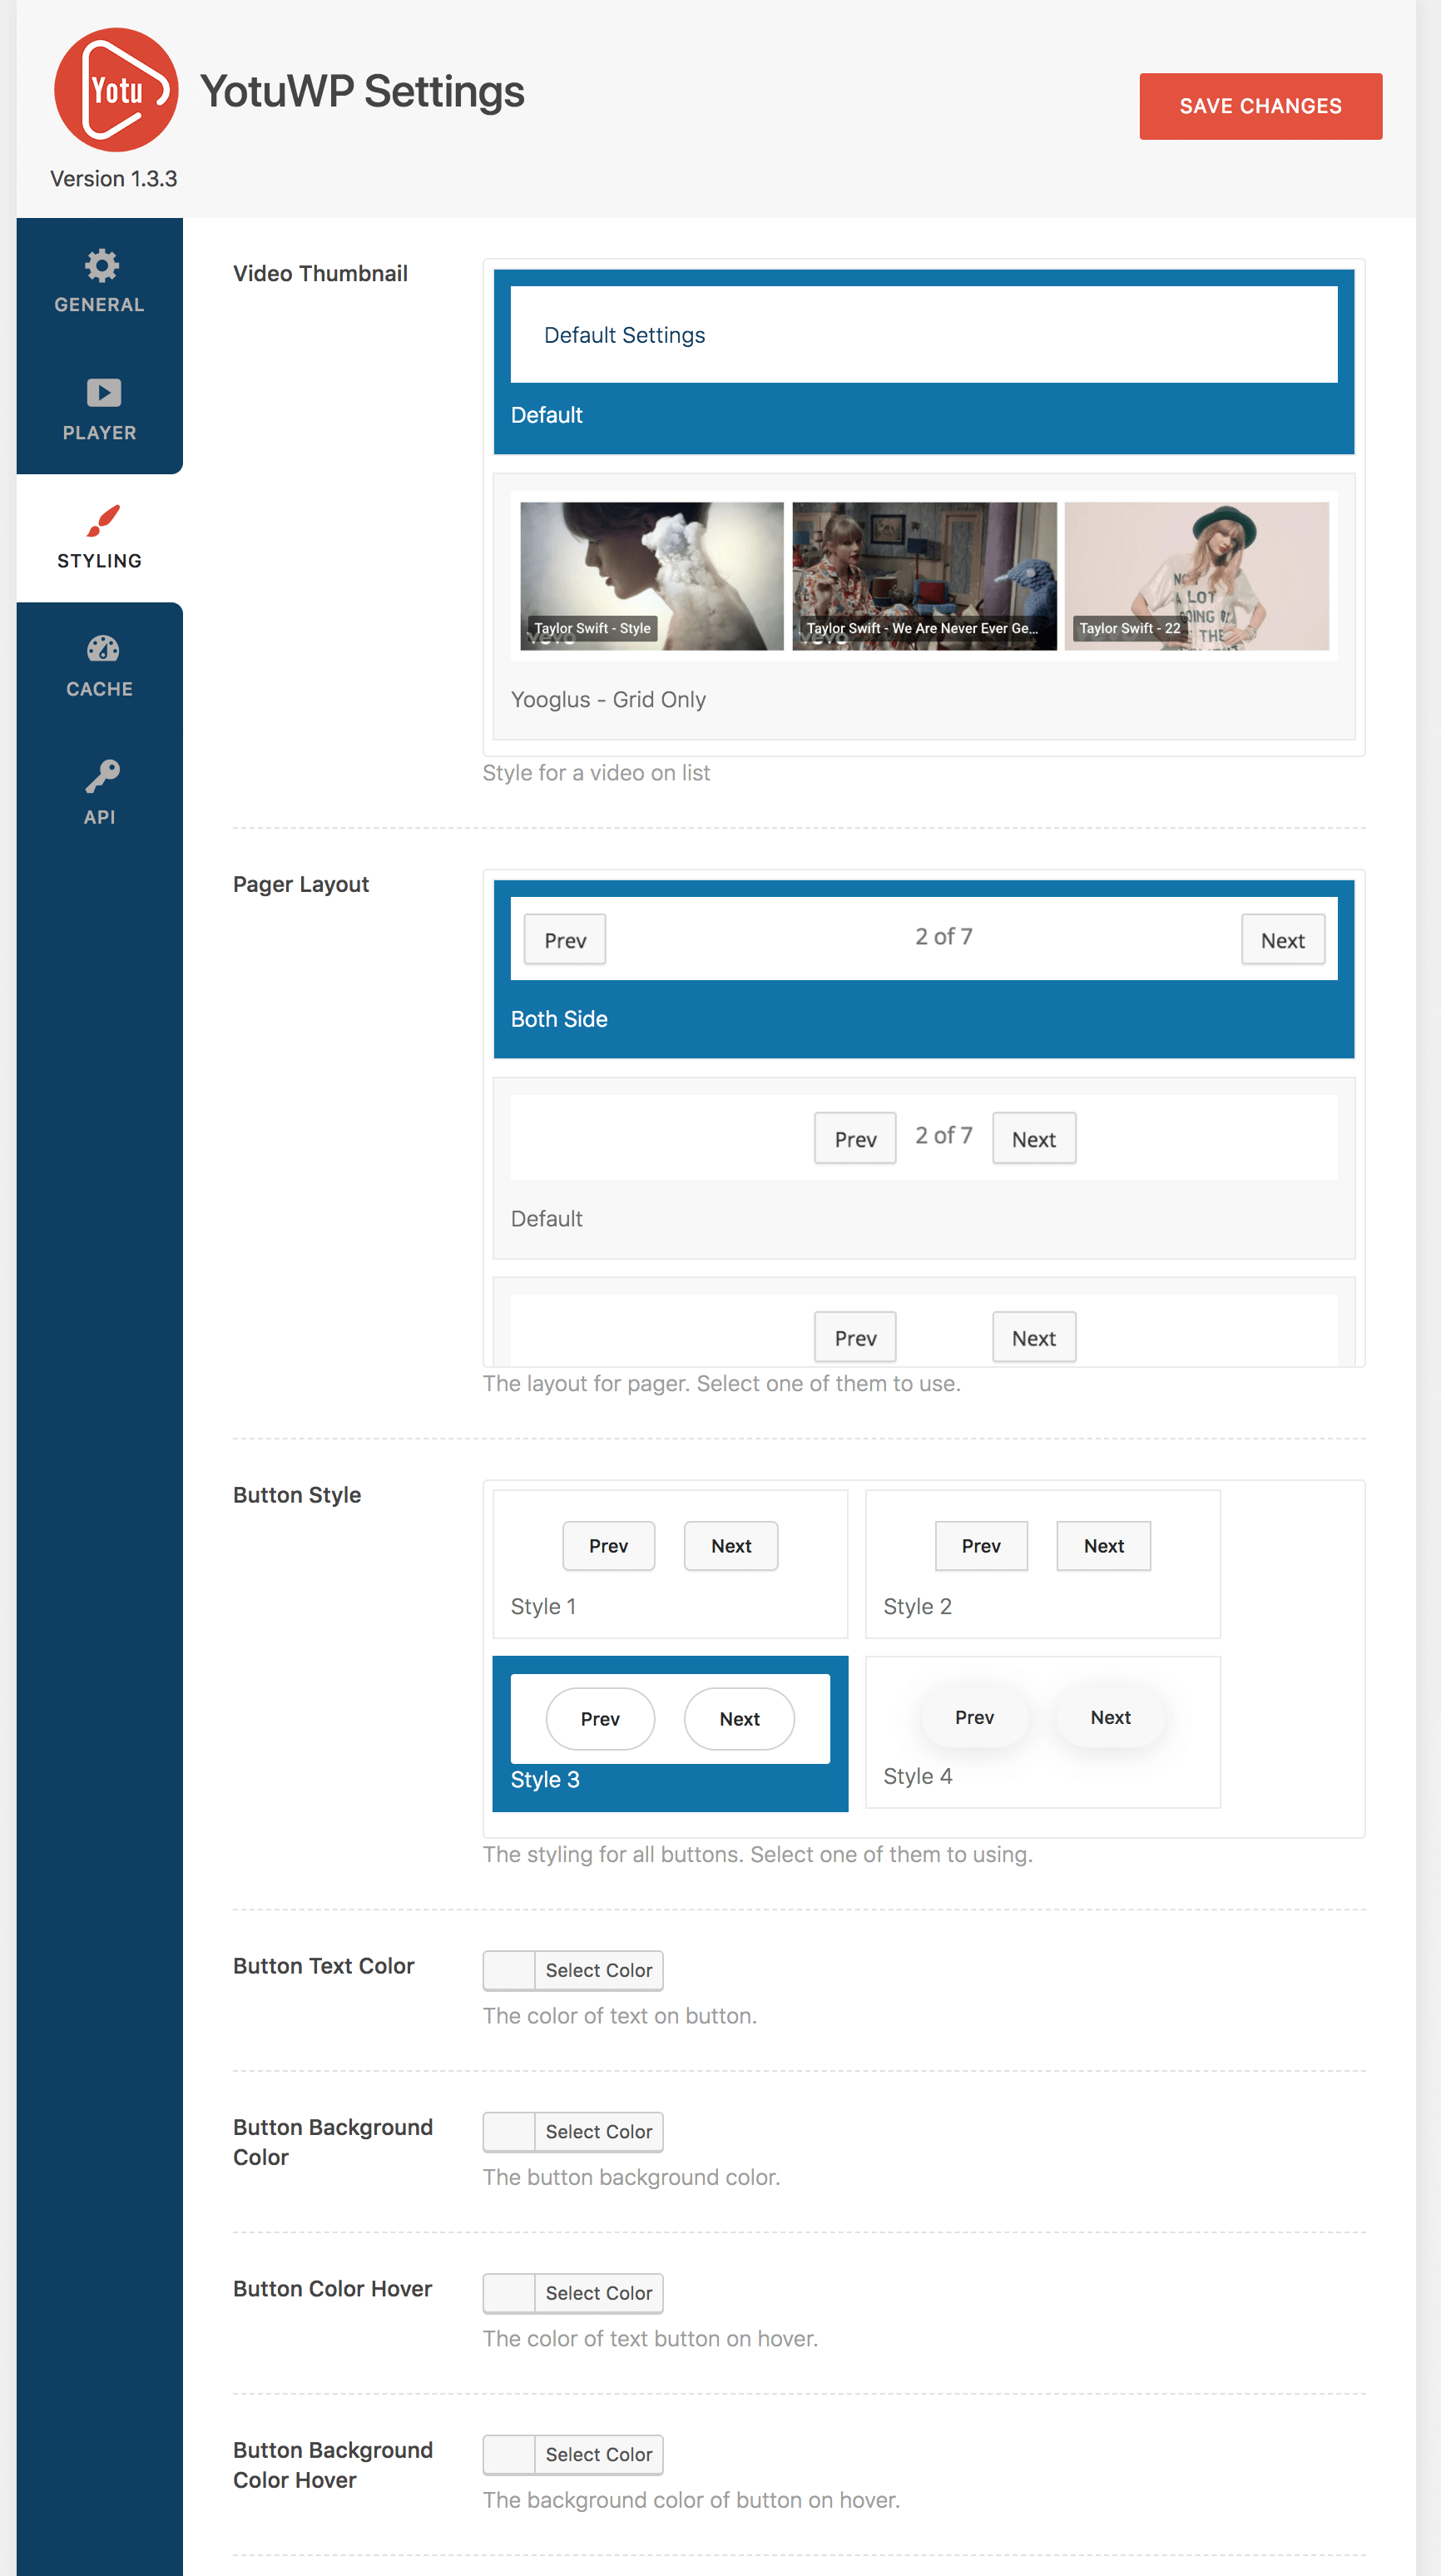 Yotu
YotuWP Settings
SAVE CHANGES
Version 1.3.3
GENERAL
PLAYER
STYLING
CACHE
API
Video Thumbnail
Default Settings
Default
Taylor Swift - Style
Taylor Swift - We Are Never Ever Ge...
Taylor Swift - 22
vevo
vevo
NOT
A LOT
GOING ON
THE
Yooglus - Grid Only
Style for a video on list
Pager Layout
Prev
2 of 7
Next
Both Side
Prev
2 of 7
Next
Default
Prev
Next
The layout for pager. Select one of them to use.
Button Style
Prev
Next
Style 1
Prev
Next
Style 2
Prev
Next
Style 3
Prev
Next
Style 4
The styling for all buttons. Select one of them to using.
Button Text Color
Select Color
The color of text on button.
Button Background
Color
Select Color
The button background color.
Button Color Hover
Select Color
The color of text button on hover.
Button Background
Color Hover
Select Color
The background color of button on hover.